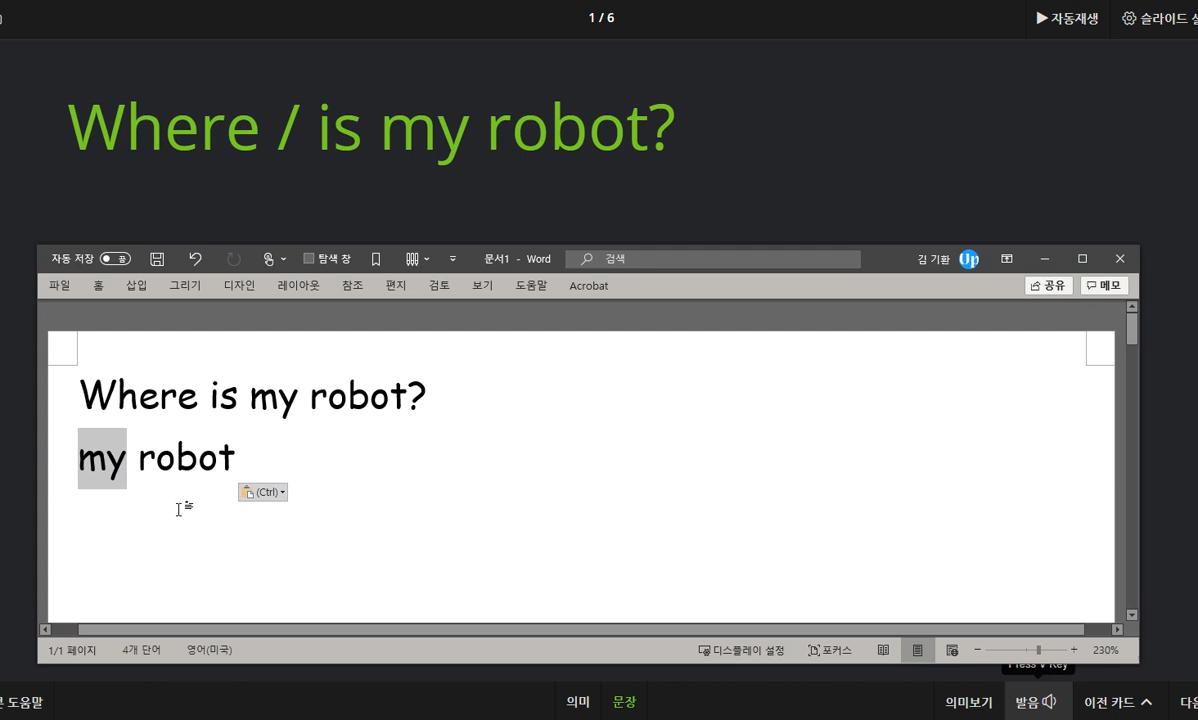 1 / 6
▶ 자동재생
슬라이드
Where / is my robot?
자동 저장 끔
탐색 창
문서1 - Word
검색
김 기환
Up
파일 홈 삽입 그리기 디자인 레이아웃 참조 편지 검토 보기 도움말 Acrobat
공유 메모
Where is my robot?
my robot
(Ctrl)
1/1 페이지 4개 단어 영어(미국)
디스플레이 설정 포커스 230%
Press V Key
도움말
의미 문장
의미보기 발음 이전 카드